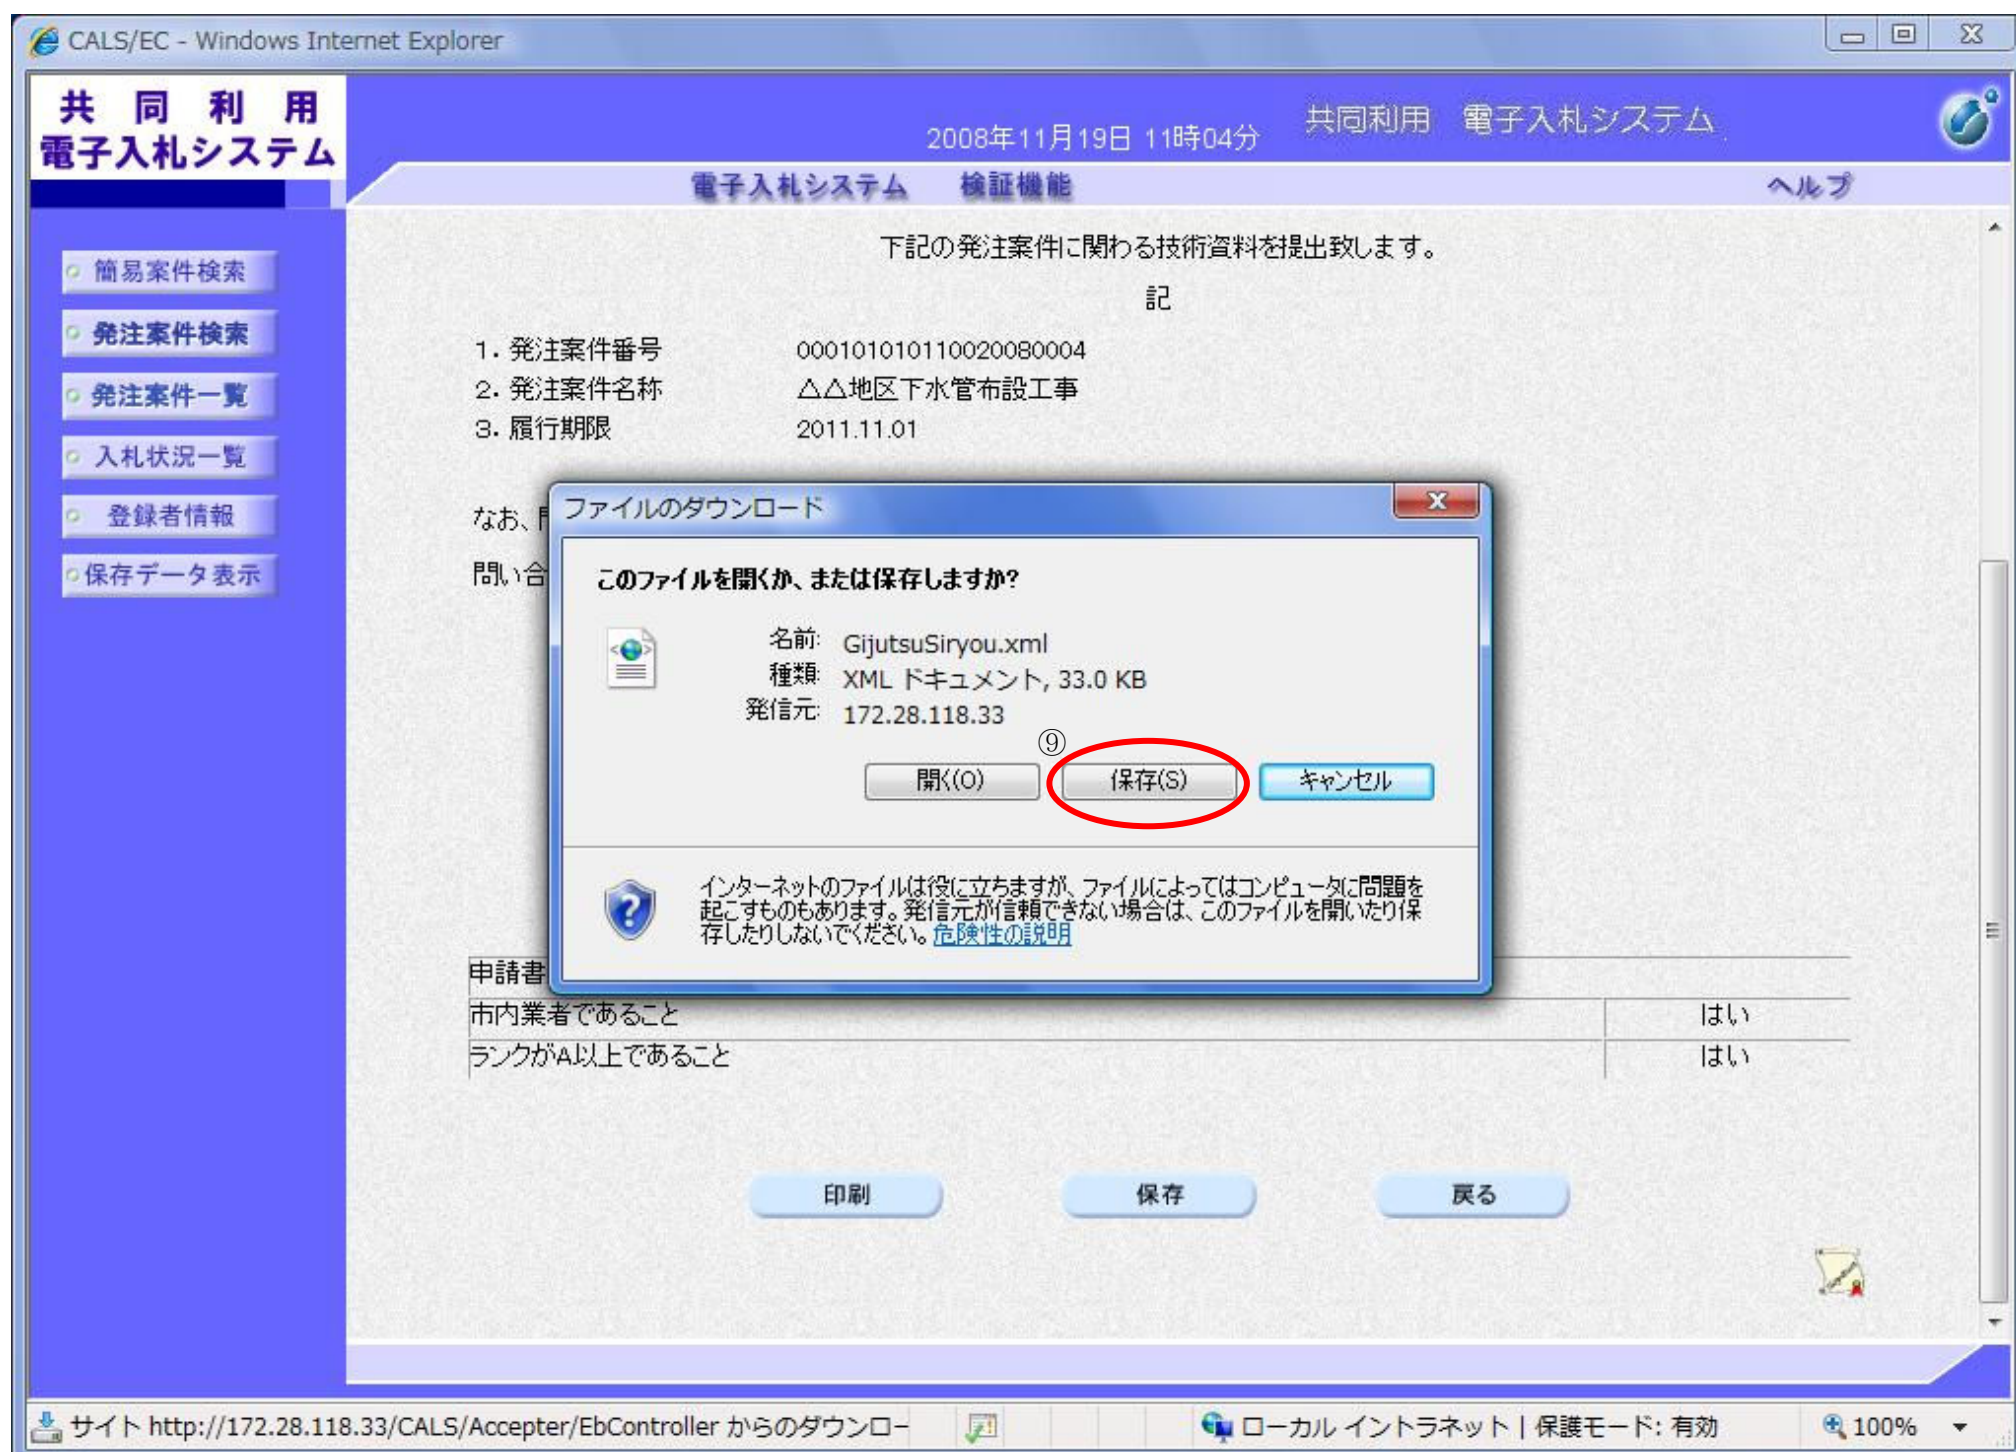 CALS/EC - Windows Internet Explorer
共 同 利 用
電子入札システム
2008年11月19日 11時04分
共同利用 電子入札システム
電子入札システム 検証機能 ヘルプ
簡易案件検索
発注案件検索
発注案件一覧
入札状況一覧
登録者情報
保存データ表示
下記の発注案件に関わる技術資料を提出致します。
記
1. 発注案件番号 000101010110020080004
2. 発注案件名称 △△地区下水管布設工事
3. 履行期限 2011.11.01
なお、
問い合
ファイルのダウンロード
このファイルを開くか、または保存しますか?
名前: GijutsuSiryou.xml
種類: XML ドキュメント, 33.0 KB
発信元: 172.28.118.33
⑨
開く(O) 保存(S) キャンセル
インターネットのファイルは役に立ちますが、ファイルによってはコンピュータに問題を
起こすものもあります。発信元が信頼できない場合は、このファイルを開いたり保
存したりしないでください。危険性の説明
申請書
市内業者であること はい
ランクがA以上であること はい
印刷 保存 戻る
サイト http://172.28.118.33/CALS/Accepter/EbController からのダウンロー
ローカル イントラネット | 保護モード: 有効
100%